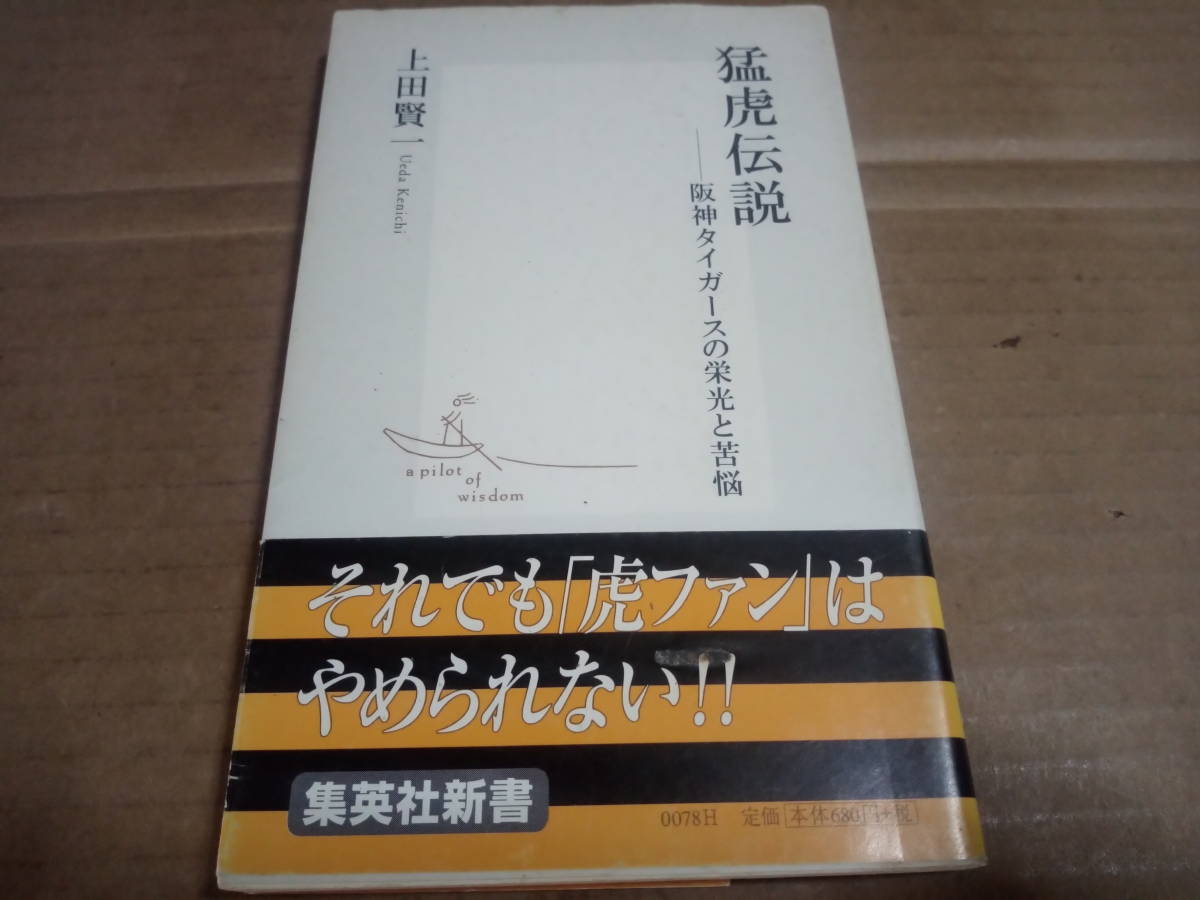 猛虎伝説
──阪神タイガースの栄光と苦悩
上田賢一 Ueda Kenichi
a pilot
of
wisdom
それでも「虎ファン」は
やめられない!!
集英社新書
0078H 定価 本体680円+税